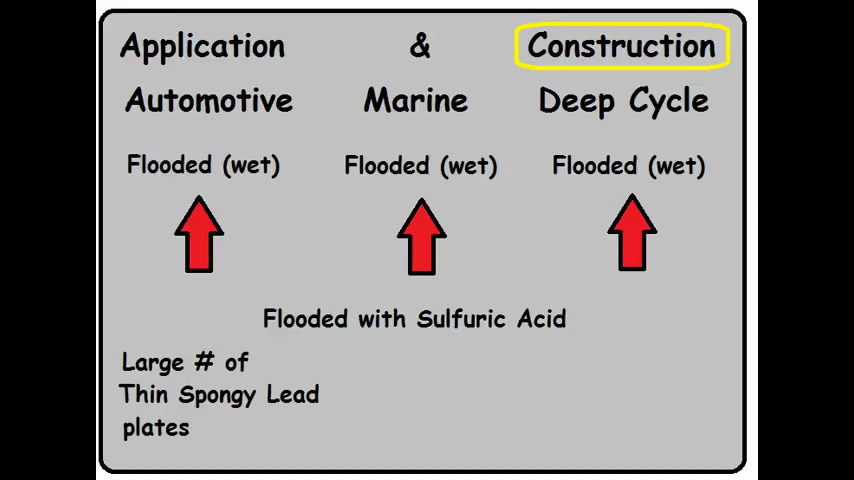 Application & Construction
Automotive Marine Deep Cycle
Flooded (wet) Flooded (wet) Flooded (wet)
Flooded with Sulfuric Acid
Large # of
Thin Spongy Lead
plates